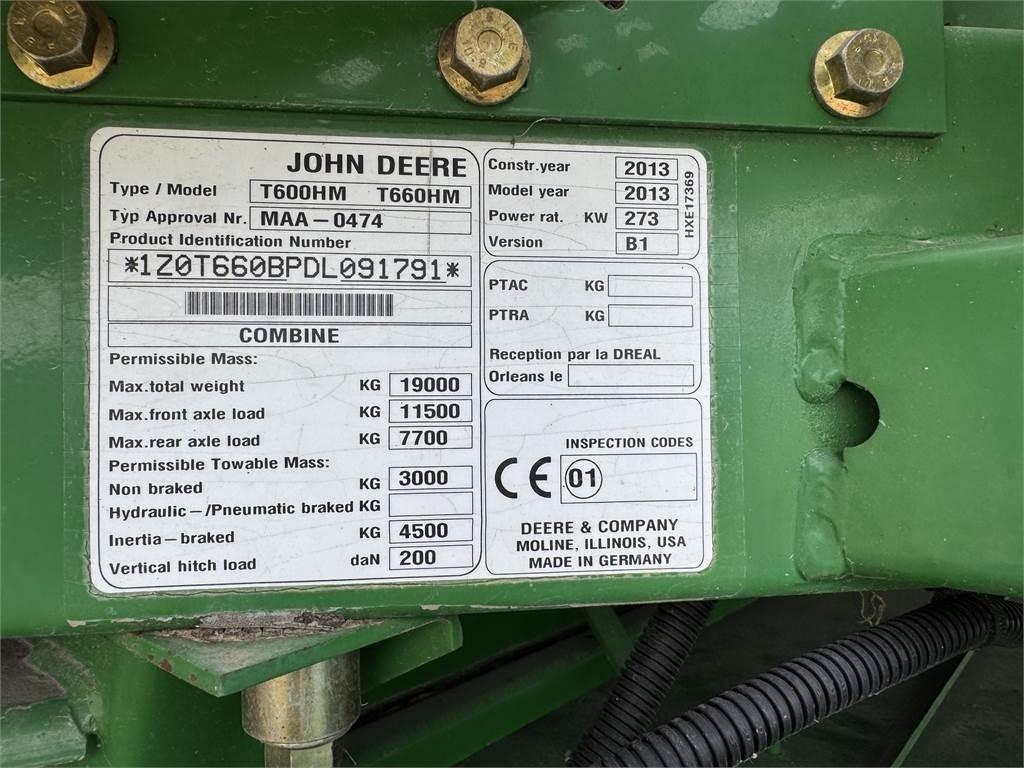 JOHN DEERE
Type / Model T600HM T660HM
Typ Approval Nr. MAA-0474
Product Identification Number
*1Z0T660BPDL091791*
COMBINE
Permissible Mass:
Max.total weight KG 19000
Max.front axle load KG 11500
Max.rear axle load KG 7700
Permissible Towable Mass:
Non braked KG 3000
Hydraulic-/Pneumatic braked KG
Inertia-braked KG 4500
Vertical hitch load daN 200
Constr.year 2013
Model year 2013
Power rat. KW 273
Version B1
HXE17369
PTAC KG
PTRA KG
Reception par la DREAL
Orleans le
INSPECTION CODES
CE 01
DEERE & COMPANY
MOLINE, ILLINOIS, USA
MADE IN GERMANY